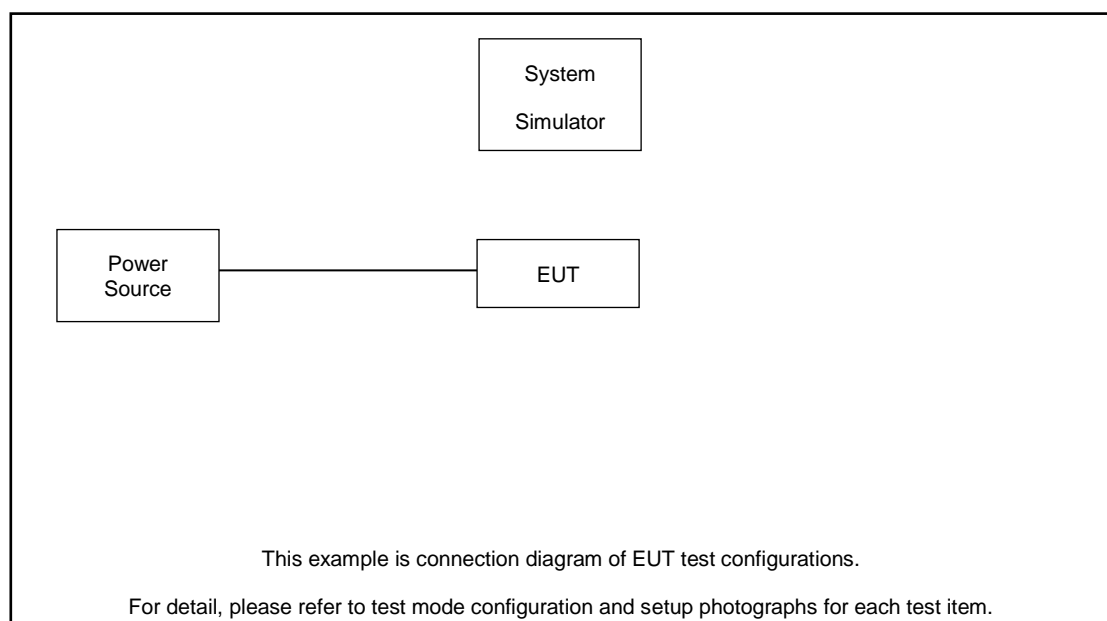 System
Simulator
Power
Source
EUT
This example is connection diagram of EUT test configurations.
For detail, please refer to test mode configuration and setup photographs for each test item.